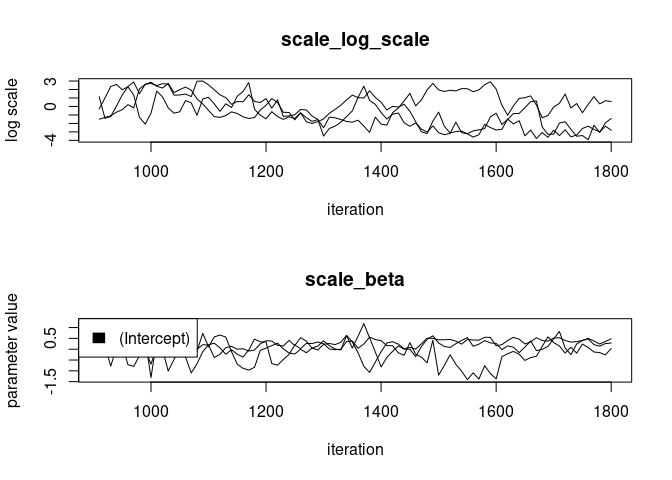 scale_log_scale
log scale
3
0
-4
1000 1200 1400 1600 1800
iteration
scale_beta
parameter value
0.5
-1.5
(Intercept)
1000 1200 1400 1600 1800
iteration